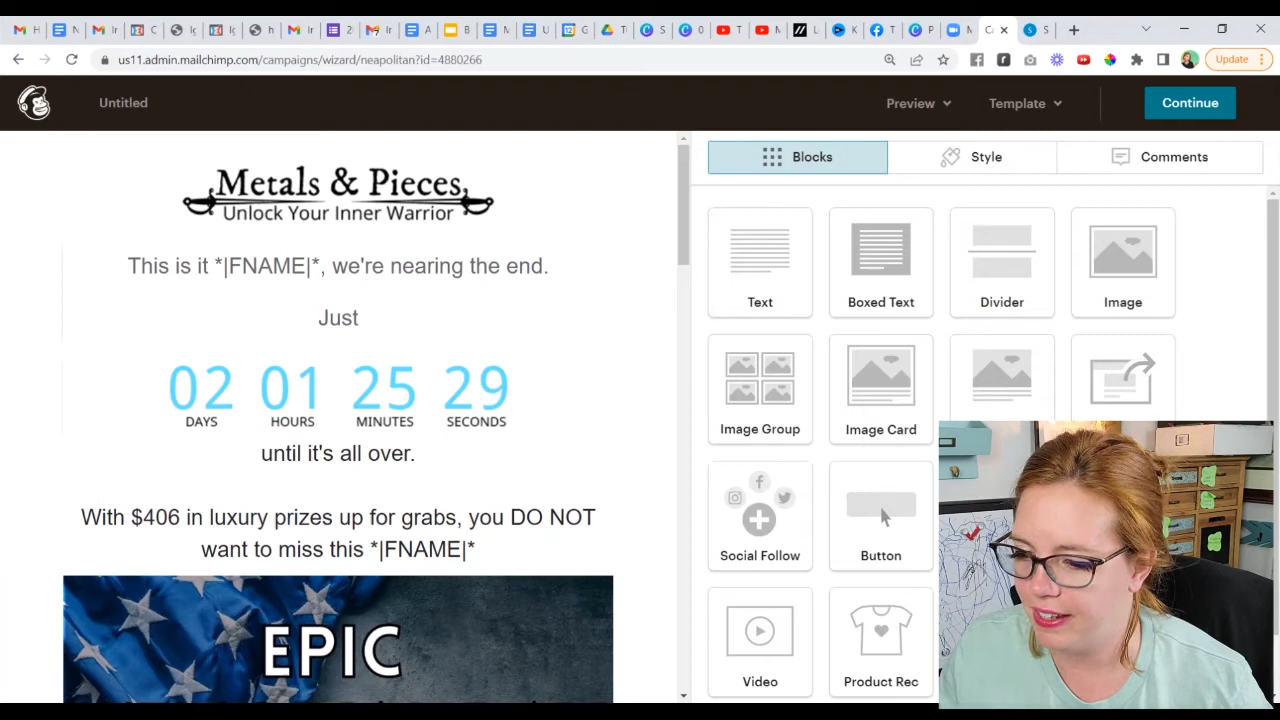 us11.admin.mailchimp.com/campaigns/wizard/neapolitan?id=4880266
Update
Untitled
Preview
Template
Continue
Blocks
Style
Comments
Metals & Pieces
Unlock Your Inner Warrior
This is it *|FNAME|*, we're nearing the end.
Just
02 01 25 29
DAYS HOURS MINUTES SECONDS
until it's all over.
With $406 in luxury prizes up for grabs, you DO NOT
want to miss this *|FNAME|*
EPIC
Text
Boxed Text
Divider
Image
Image Group
Image Card
Social Follow
Button
Video
Product Rec